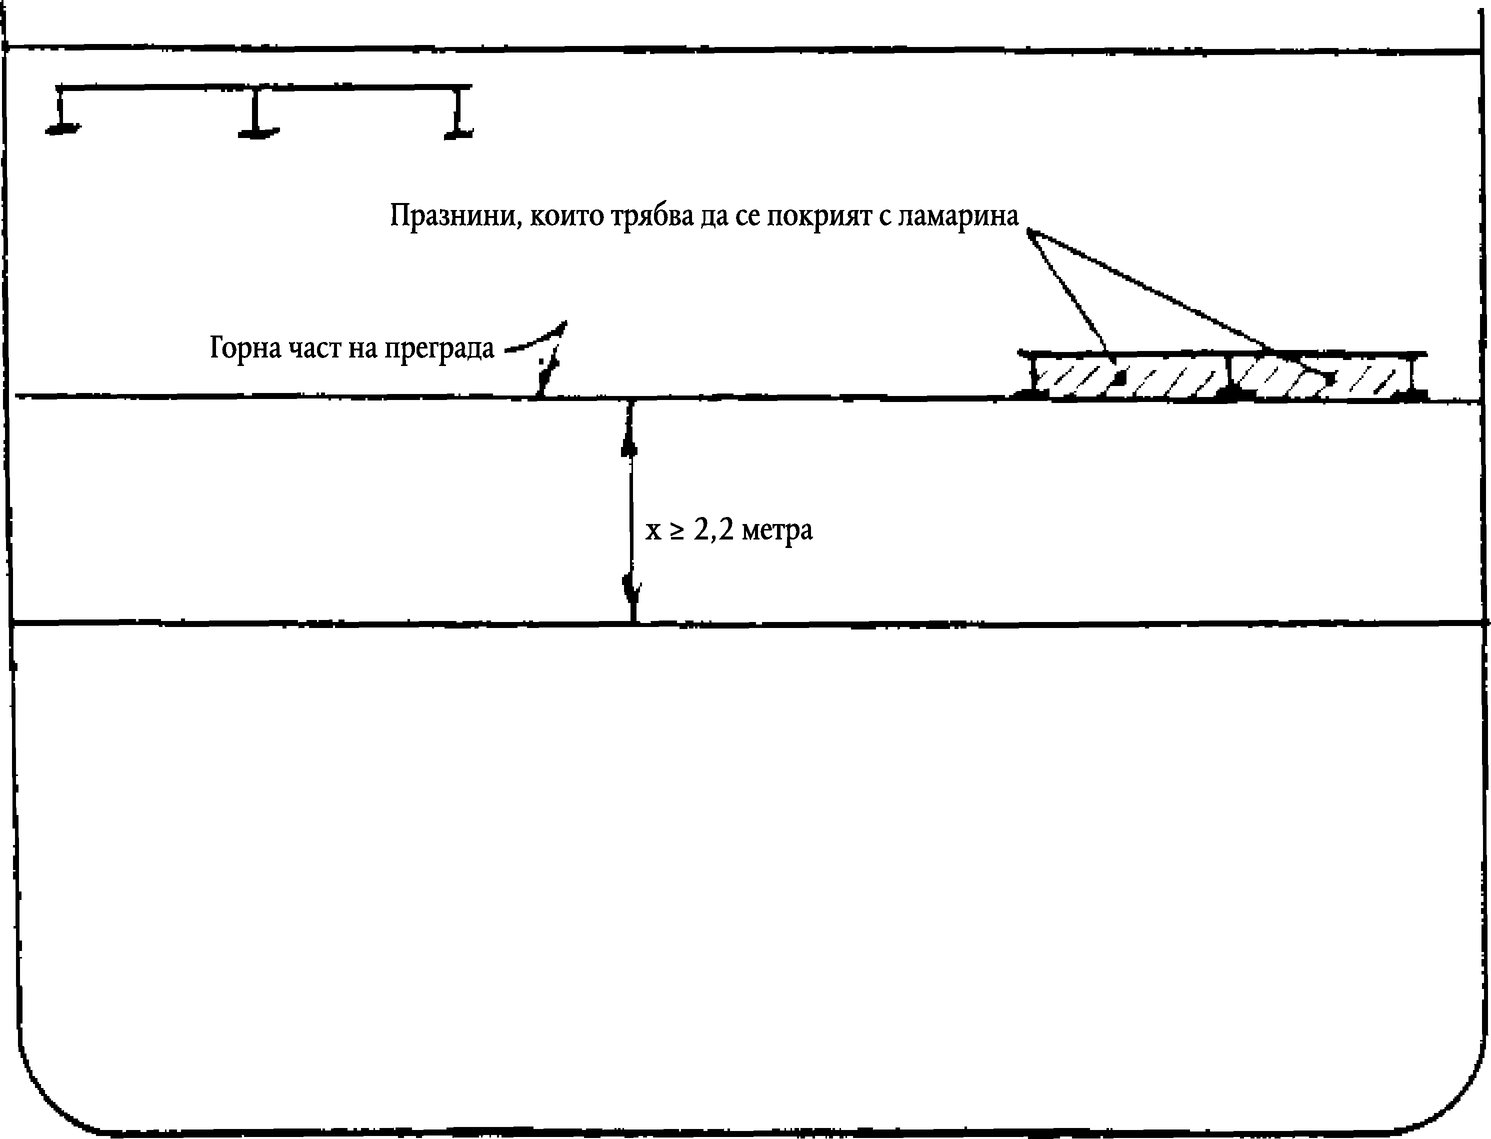 Празнини, които трябва да се покрият с ламарина
Горна част на преграда
x ≥ 2,2 метра